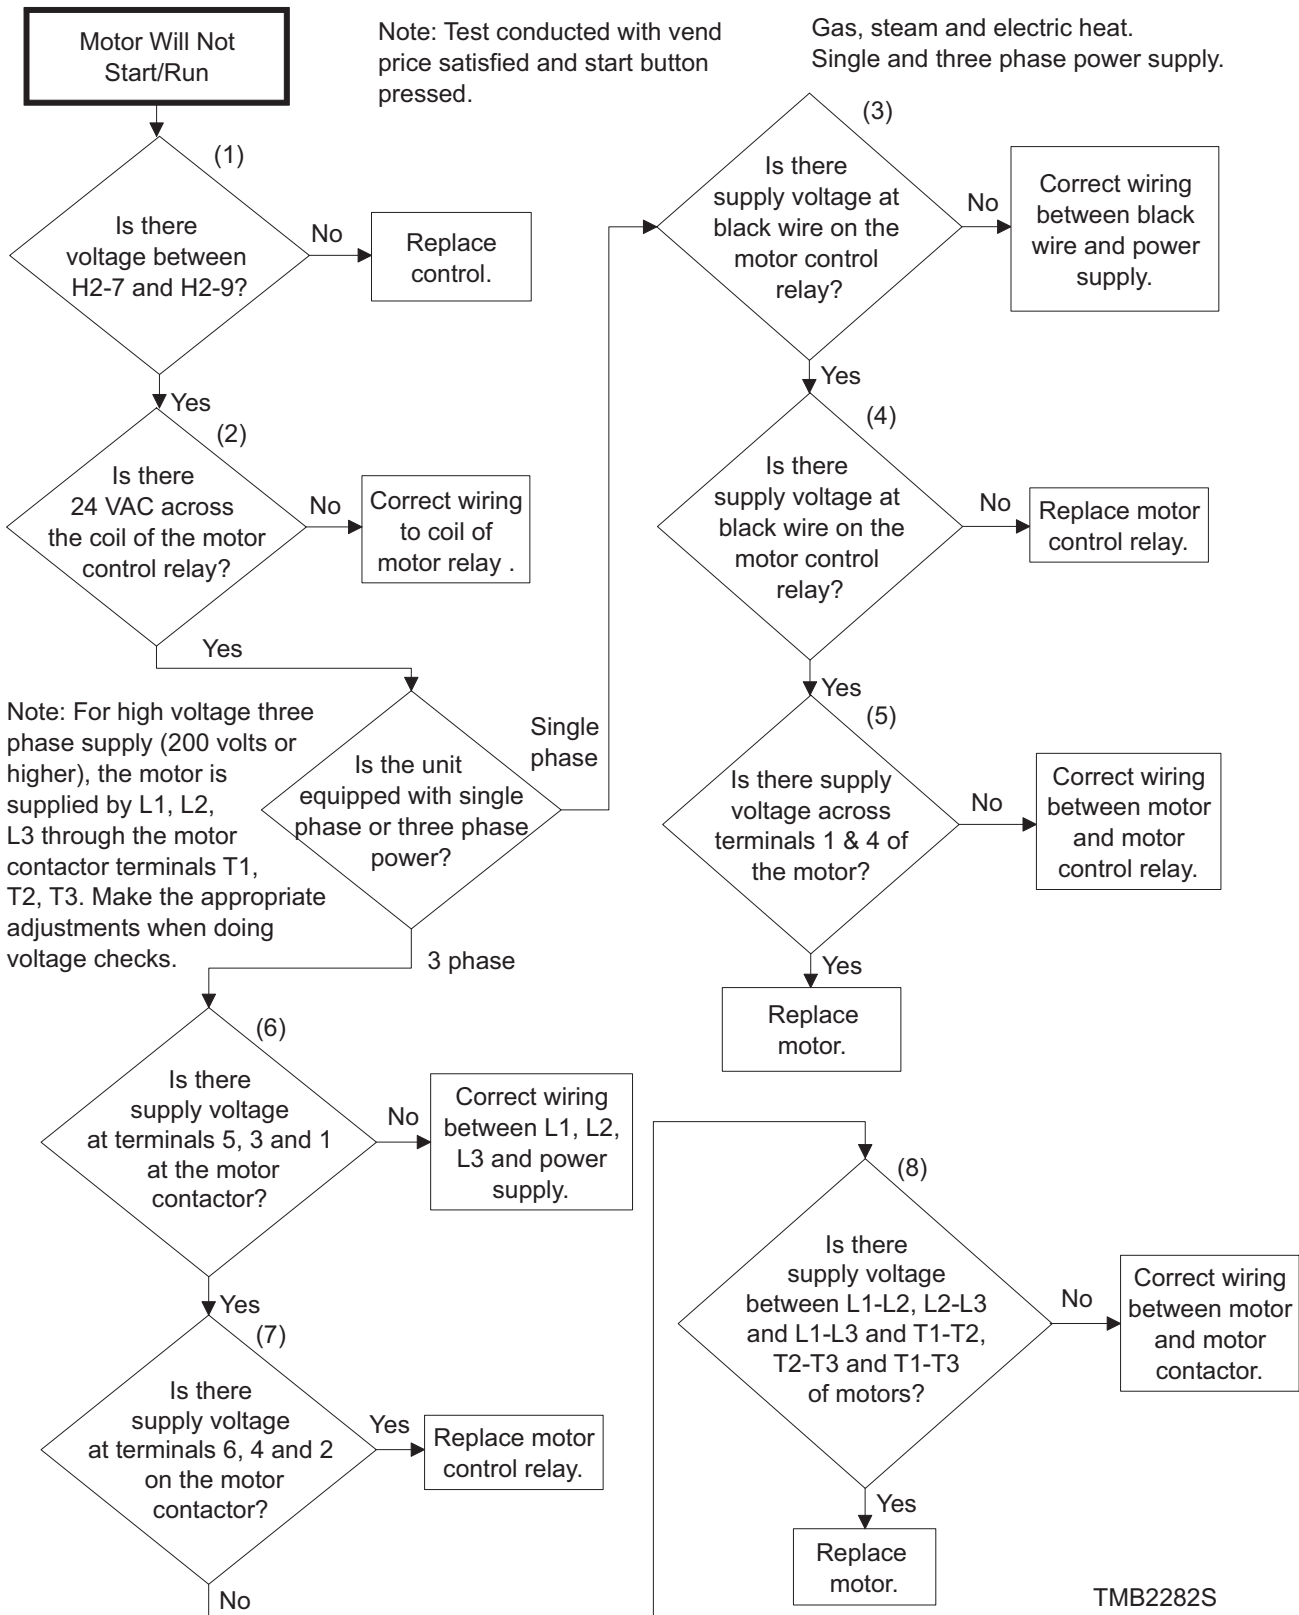 Motor Will Not
Start/Run
Note: Test conducted with vend
price satisfied and start button
pressed.
Gas, steam and electric heat.
Single and three phase power supply.
(1)
Is there
voltage between
H2-7 and H2-9?
No
Replace
control.
Yes
(2)
Is there
24 VAC across
the coil of the motor
control relay?
No
Correct wiring
to coil of
motor relay .
Yes
Is the unit
equipped with single
phase or three phase
power?
Single
phase
3 phase
Note: For high voltage three
phase supply (200 volts or
higher), the motor is
supplied by L1, L2,
L3 through the motor
contactor terminals T1,
T2, T3. Make the appropriate
adjustments when doing
voltage checks.
(3)
Is there
supply voltage at
black wire on the
motor control
relay?
No
Correct wiring
between black
wire and power
supply.
Yes
(4)
Is there
supply voltage at
black wire on the
motor control
relay?
No
Replace motor
control relay.
Yes
(5)
Is there supply
voltage across
terminals 1 & 4 of
the motor?
No
Correct wiring
between motor
and motor
control relay.
Yes
Replace
motor.
(6)
Is there
supply voltage
at terminals 5, 3 and 1
at the motor
contactor?
No
Correct wiring
between L1, L2,
L3 and power
supply.
Yes
(7)
Is there
supply voltage
at terminals 6, 4 and 2
on the motor
contactor?
Yes
Replace motor
control relay.
No
(8)
Is there
supply voltage
between L1-L2, L2-L3
and L1-L3 and T1-T2,
T2-T3 and T1-T3
of motors?
No
Correct wiring
between motor
and motor
contactor.
Yes
Replace
motor.
TMB2282S